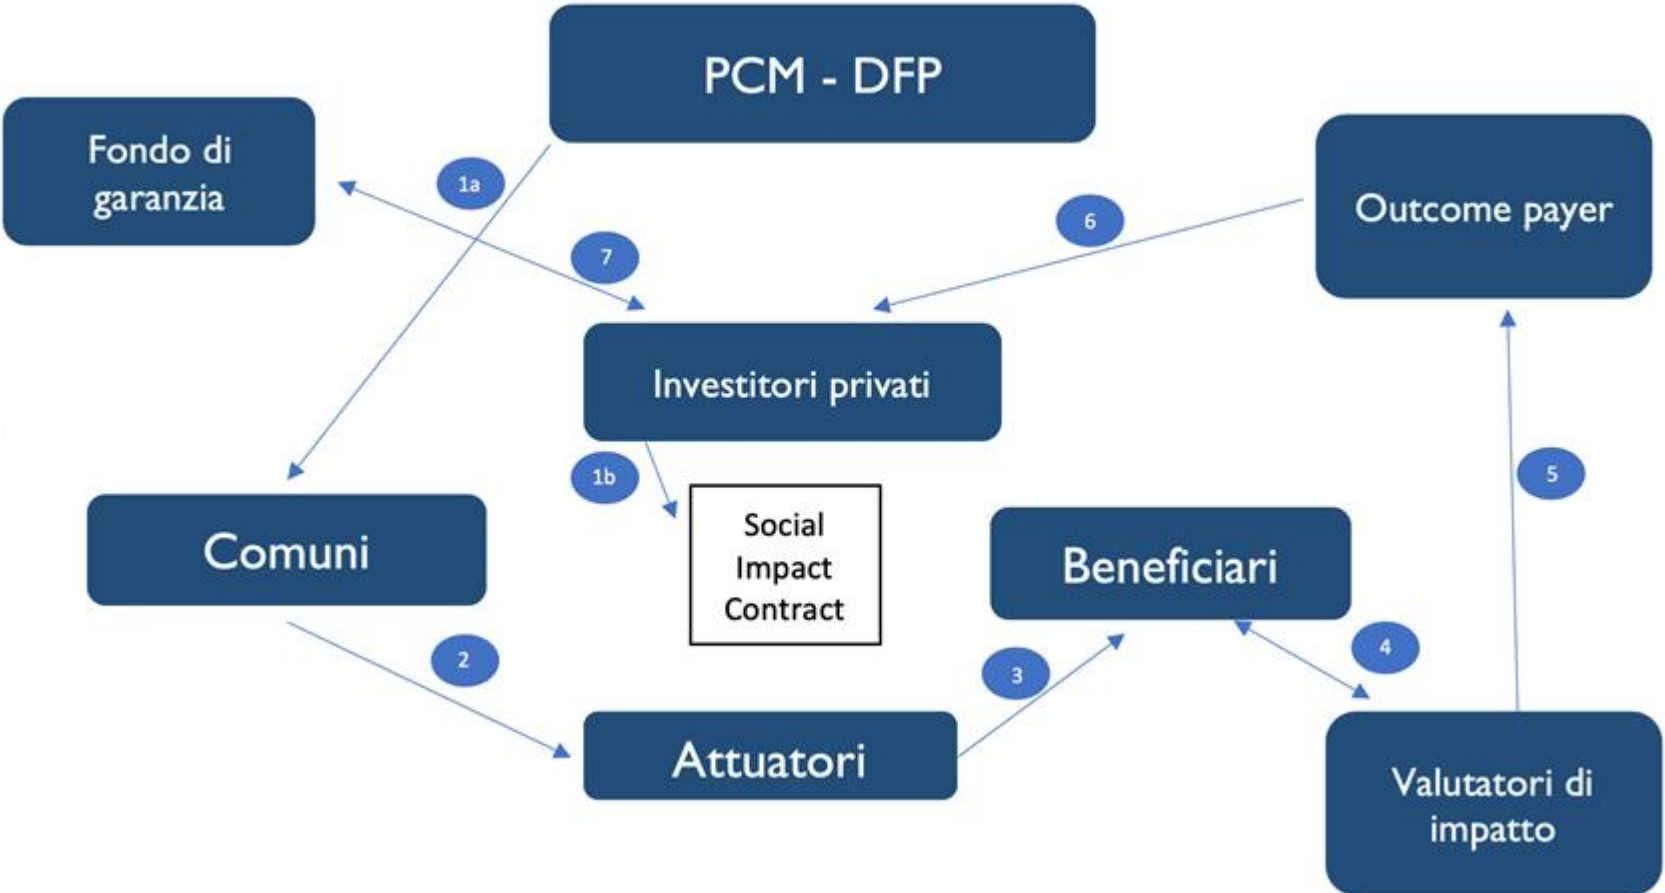 PCM - DFP
Fondo di
garanzia
1a
Outcome payer
6
7
Investitori privati
1b
5
Social
Impact
Contract
Comuni
Beneficiari
2
4
3
Attuatori
Valutatori di
impatto